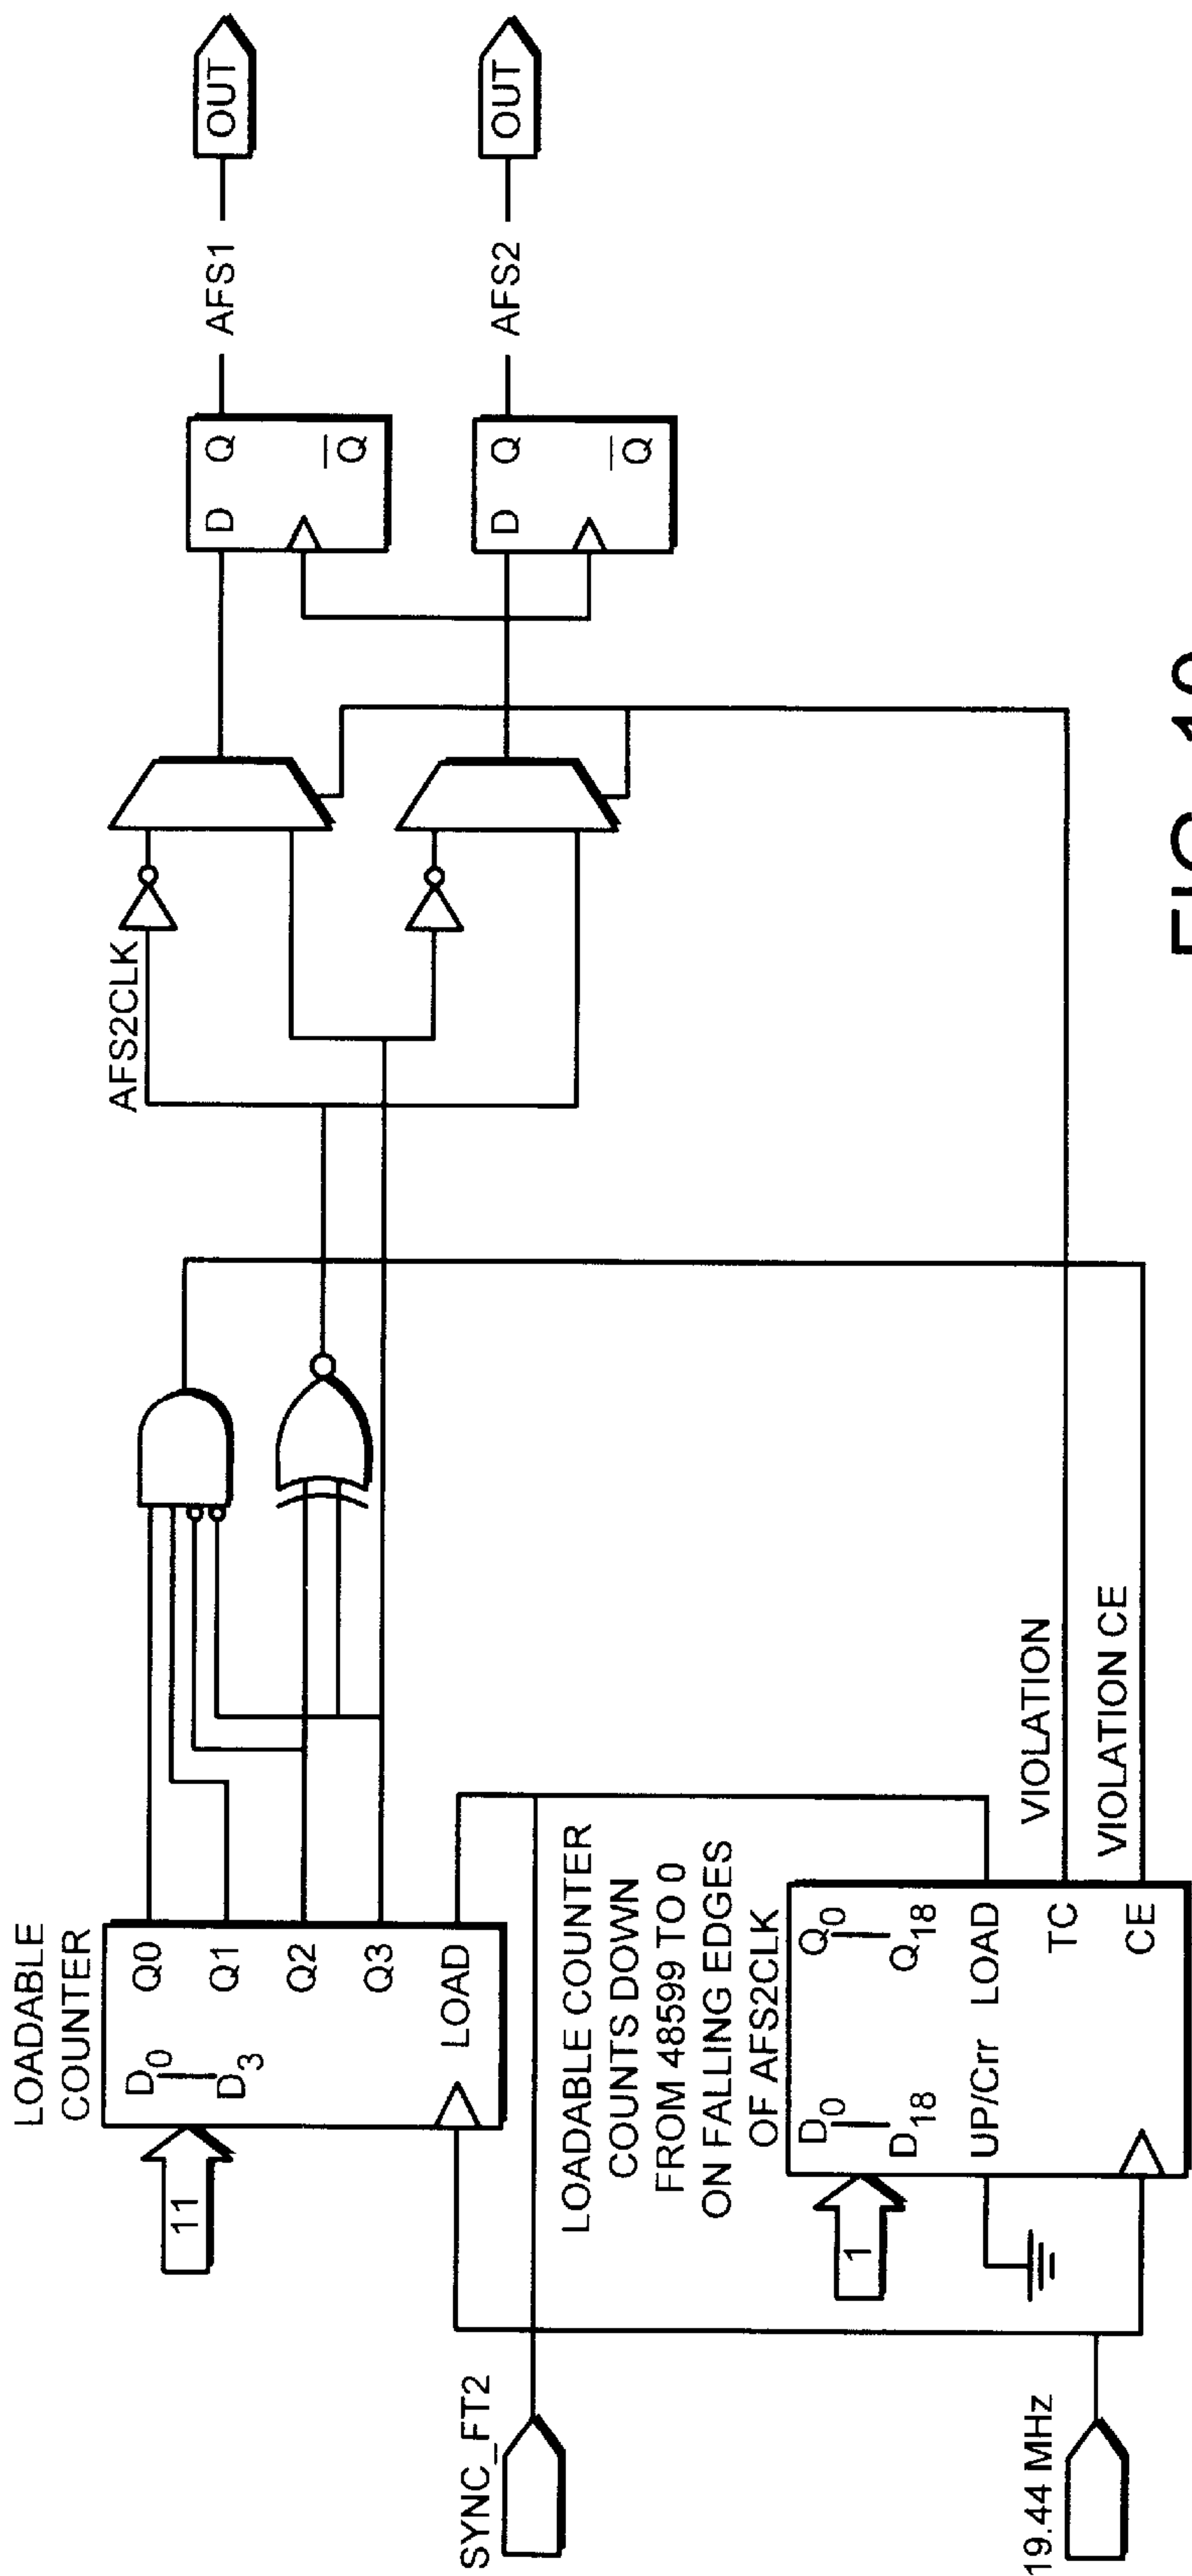 LOADABLE
COUNTER
11
D0
D3
Q0
Q1
Q2
Q3
LOAD
AFS2CLK
D Q
Q
AFS1
OUT
D Q
Q
AFS2
OUT
SYNC_FT2
LOADABLE COUNTER
COUNTS DOWN
FROM 48599 TO 0
ON FALLING EDGES
OF AFS2CLK
1
D0
D18
UP/Crr
Q0
Q18
LOAD
TC
CE
VIOLATION
VIOLATION CE
19.44 MHz